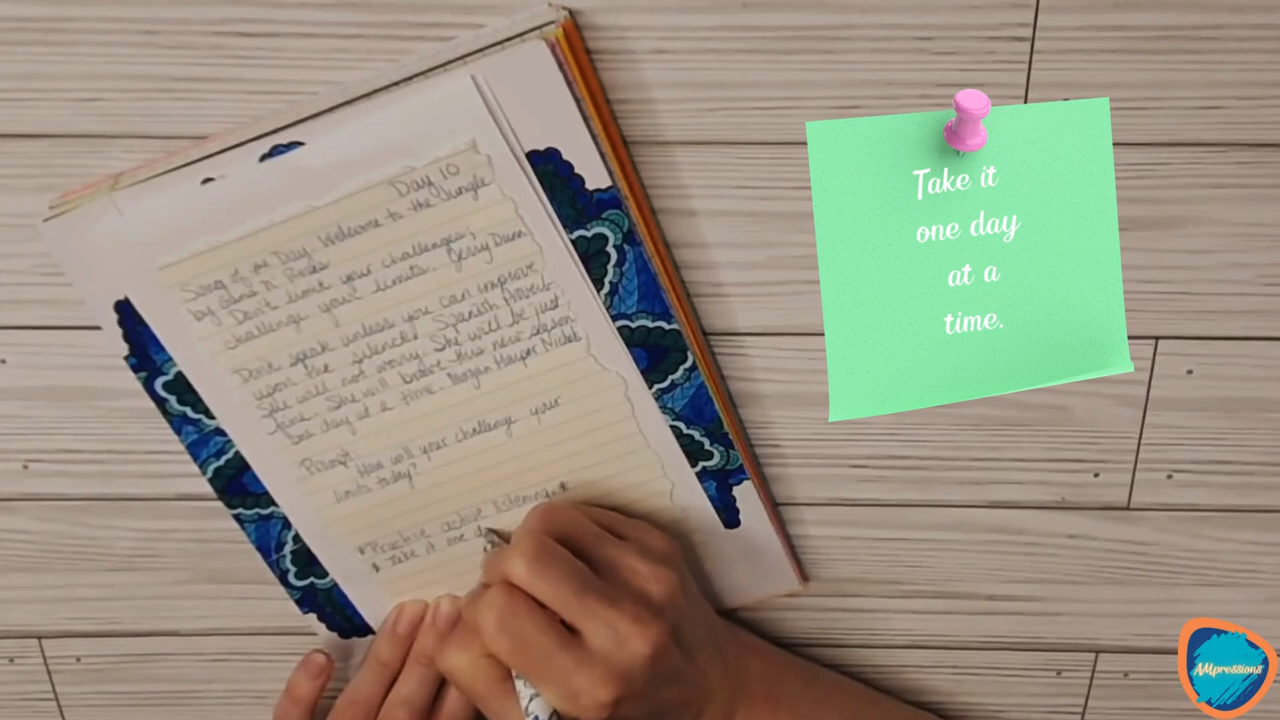 Day 10
Song of the Day Welcome to the Jungle
by Guns N Roses
Don't limit your challenges,
challenge your limits. Jerry Dunn
Don't speak unless you can improve
upon the silence. Spanish Proverb
She will not worry. She will be just
fine. She will brave this new season
one day at a time. Morgan Harper Nichols
Prompt
How will your challenge your
limits today?
*Practice active listening.*
* Take it one da
Take it
one day
at a
time.
AMpressions